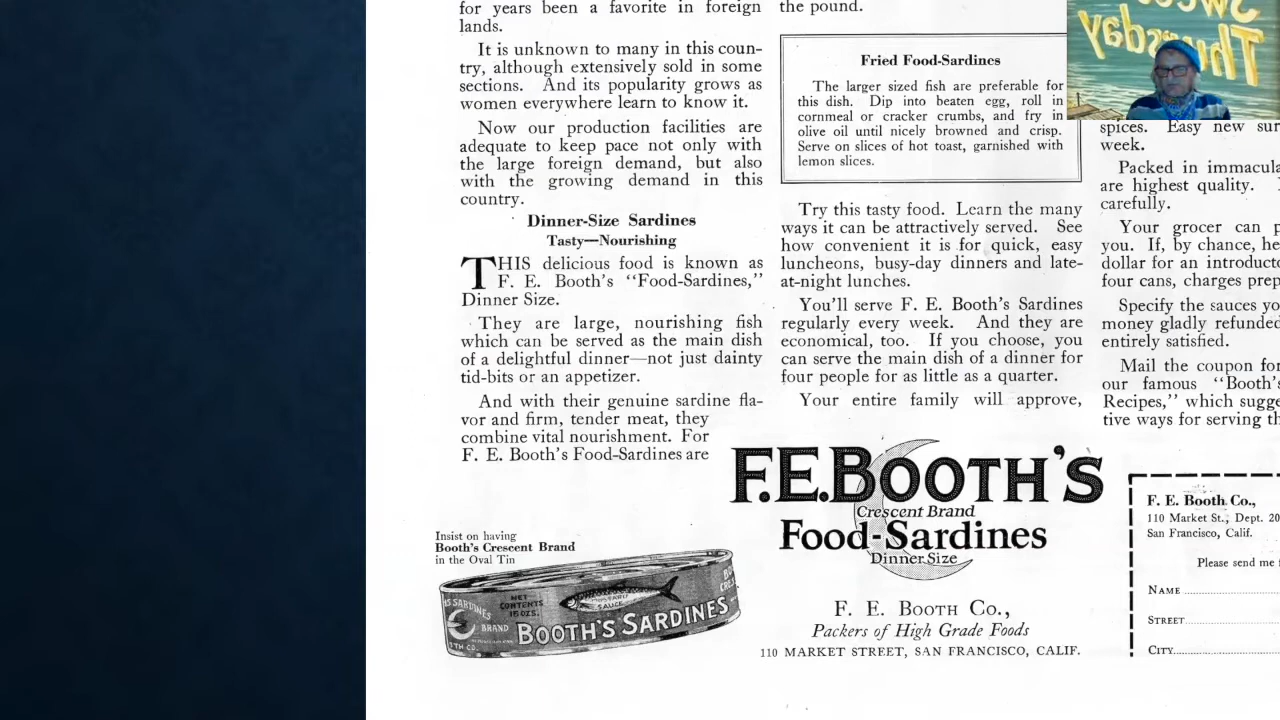 for years been a favorite in foreign
lands.
It is unknown to many in this coun-
try, although extensively sold in some
sections. And its popularity grows as
women everywhere learn to know it.
Now our production facilities are
adequate to keep pace not only with
the large foreign demand, but also
with the growing demand in this
country.
Dinner-Size Sardines
Tasty—Nourishing
THIS delicious food is known as
F. E. Booth's "Food-Sardines,"
Dinner Size.
They are large, nourishing fish
which can be served as the main dish
of a delightful dinner—not just dainty
tid-bits or an appetizer.
And with their genuine sardine fla-
vor and firm, tender meat, they
combine vital nourishment. For
F. E. Booth's Food-Sardines are
the pound.
Fried Food-Sardines
The larger sized fish are preferable for
this dish. Dip into beaten egg, roll in
cornmeal or cracker crumbs, and fry in
olive oil until nicely browned and crisp.
Serve on slices of hot toast, garnished with
lemon slices.
Try this tasty food. Learn the many
ways it can be attractively served. See
how convenient it is for quick, easy
luncheons, busy-day dinners and late-
at-night lunches.
You'll serve F. E. Booth's Sardines
regularly every week. And they are
economical, too. If you choose, you
can serve the main dish of a dinner for
four people for as little as a quarter.
Your entire family will approve,
Thursday
spices. Easy new sur
week.
Packed in immacula
are highest quality.
carefully.
Your grocer can p
you. If, by chance, he
dollar for an introducto
four cans, charges prep
Specify the sauces yo
money gladly refunded
entirely satisfied.
Mail the coupon for
our famous "Booth's
Recipes," which sugge
tive ways for serving th
Insist on having
Booth's Crescent Brand
in the Oval Tin
NET
CONTENTS
15 OZS.
SAUCE
BRAND
BOOTH'S SARDINES
F.E. BOOTH'S
Crescent Brand
Food-Sardines
Dinner Size
F. E. Booth Co.,
Packers of High Grade Foods
110 MARKET STREET, SAN FRANCISCO, CALIF.
F. E. Booth Co.,
110 Market St., Dept. 20
San Francisco, Calif.
Please send me f
NAME
STREET
CITY